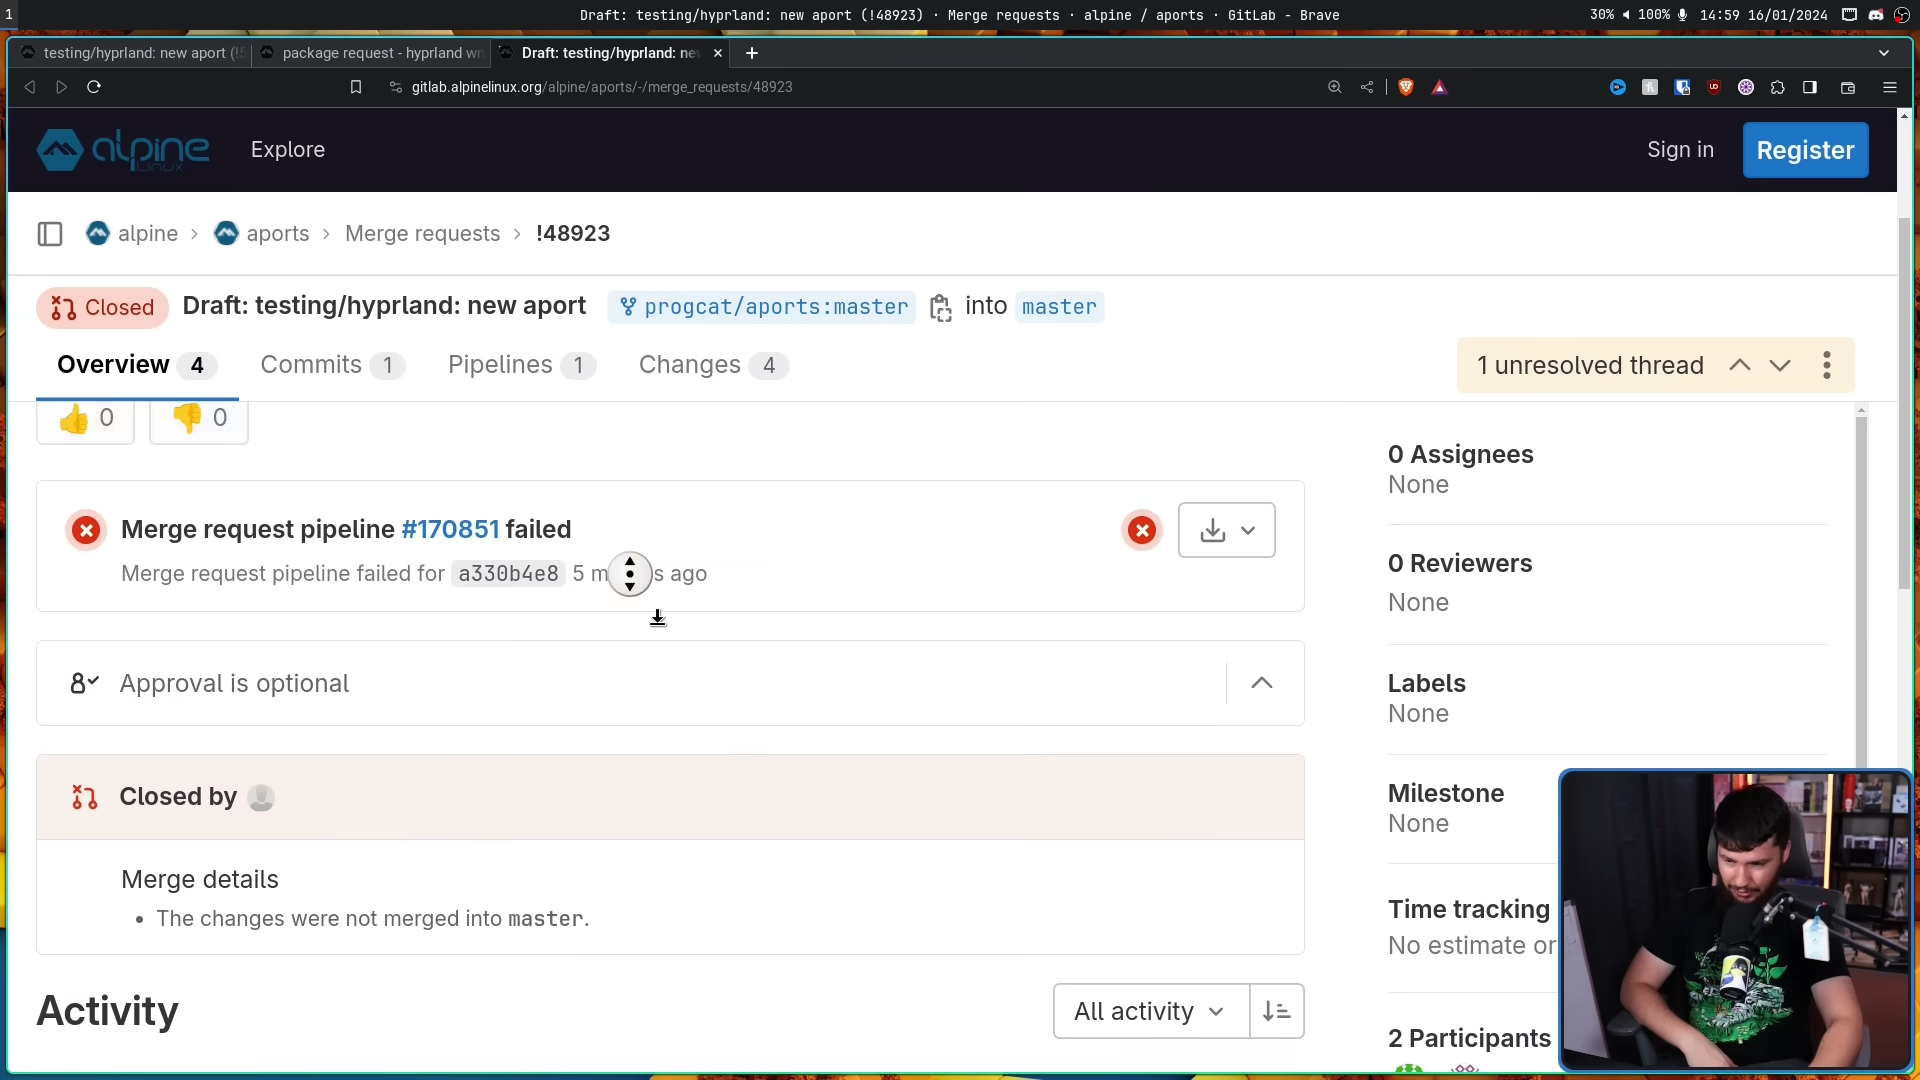 1
Draft: testing/hyprland: new aport (!48923) · Merge requests · alpine / aports · GitLab - Brave
30% 100% 14:59 16/01/2024
testing/hyprland: new aport (!
package request - hyprland wm
Draft: testing/hyprland: new
gitlab.alpinelinux.org/alpine/aports/-/merge_requests/48923
alpine
Linux
Explore
Sign in
Register
alpine › aports › Merge requests › !48923
Closed Draft: testing/hyprland: new aport progcat/aports:master into master
Overview 4 Commits 1 Pipelines 1 Changes 4
1 unresolved thread
0 0
Merge request pipeline #170851 failed
Merge request pipeline failed for a330b4e8 5 m s ago
Approval is optional
Closed by
Merge details
• The changes were not merged into master.
Activity
All activity
0 Assignees
None
0 Reviewers
None
Labels
None
Milestone
None
Time tracking
No estimate or
2 Participants